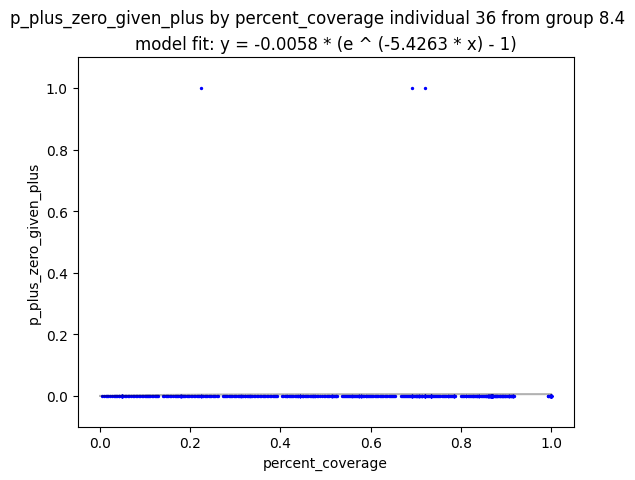 p_plus_zero_given_plus by percent_coverage individual 36 from group 8.4
model fit: y = -0.0058 * (e ^ (-5.4263 * x) - 1)
1.0
0.8
0.6
0.4
0.2
0.0
p_plus_zero_given_plus
0.0 0.2 0.4 0.6 0.8 1.0
percent_coverage